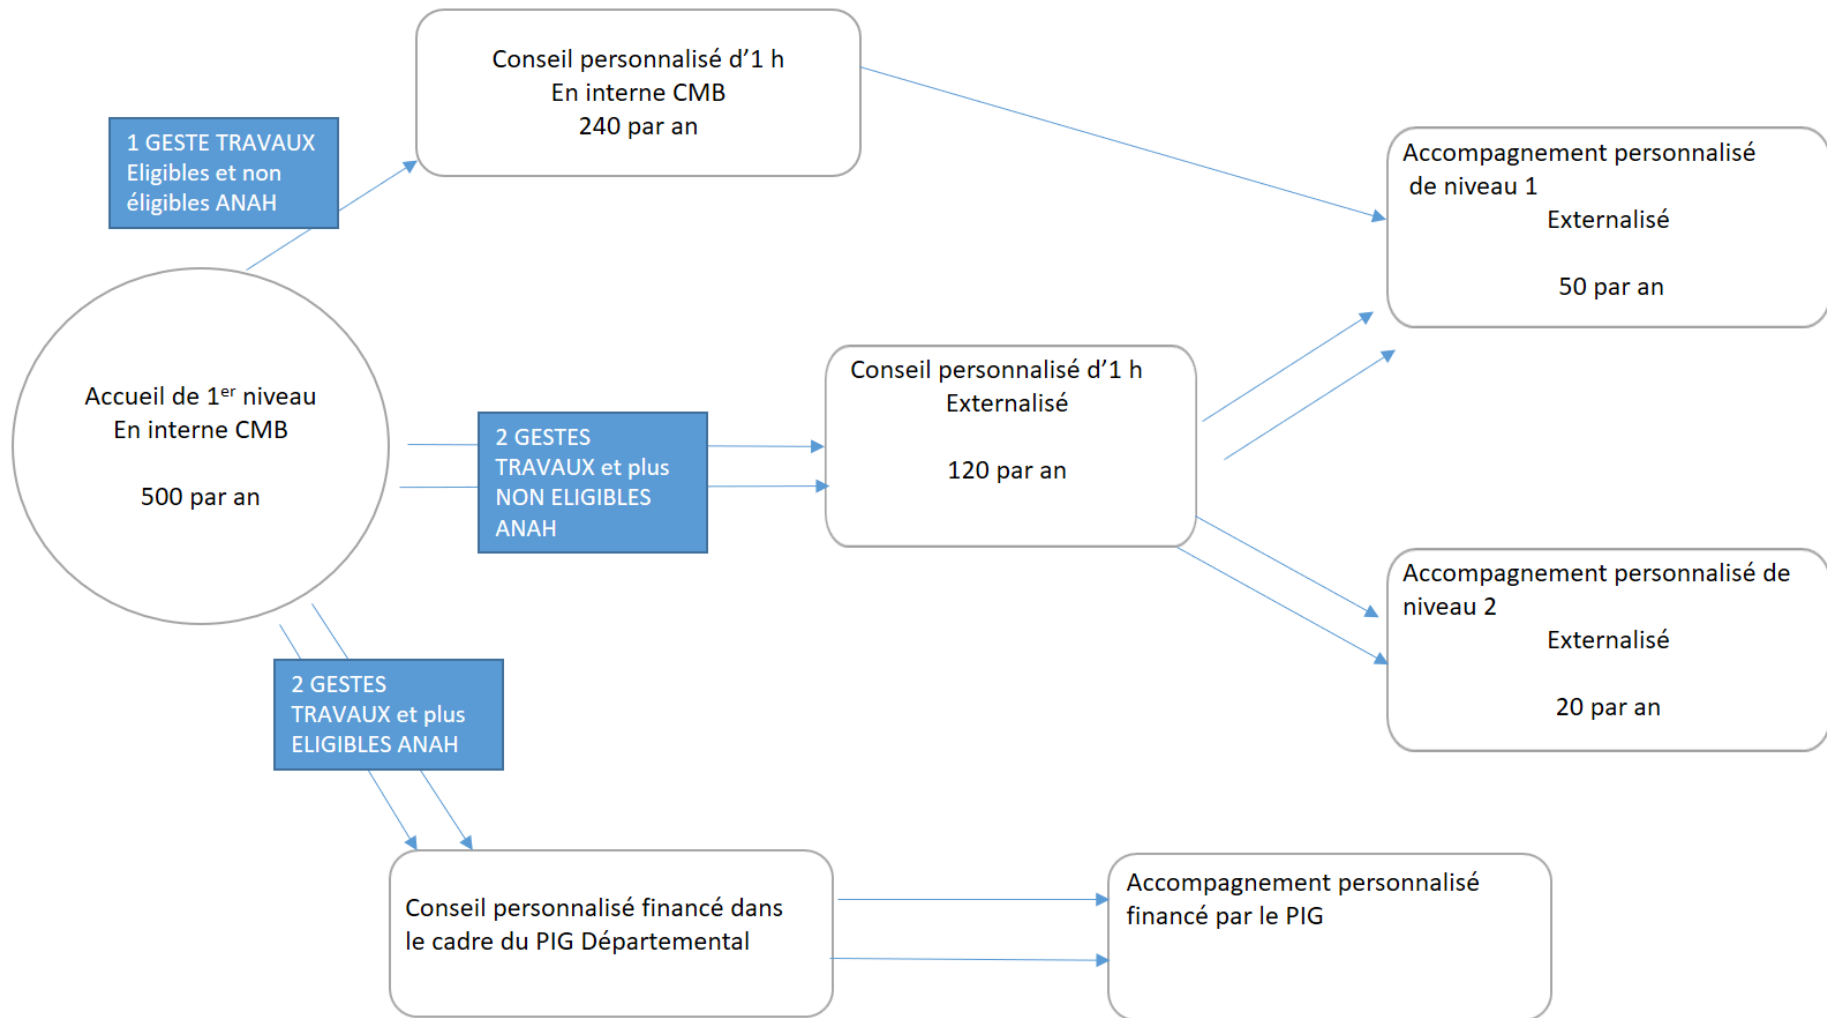 Conseil personnalisé d’1 h
En interne CMB
240 par an
1 GESTE TRAVAUX
Eligibles et non
éligibles ANAH
Accompagnement personnalisé
de niveau 1
Externalisé
50 par an
Accueil de 1er niveau
En interne CMB
500 par an
2 GESTES
TRAVAUX et plus
NON ELIGIBLES
ANAH
Conseil personnalisé d’1 h
Externalisé
120 par an
Accompagnement personnalisé de
niveau 2
Externalisé
20 par an
2 GESTES
TRAVAUX et plus
ELIGIBLES ANAH
Conseil personnalisé financé dans
le cadre du PIG Départemental
Accompagnement personnalisé
financé par le PIG